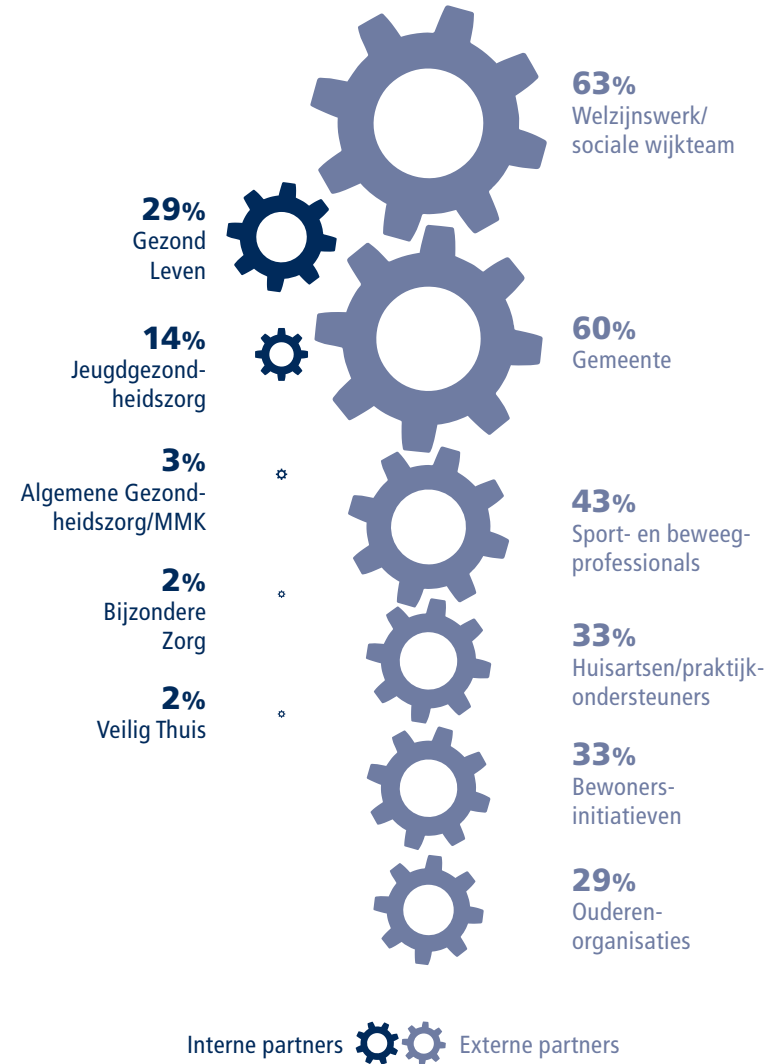 63%
Welzijnswerk/
sociale wijkteam
29%
Gezond
Leven
60%
Gemeente
14%
Jeugdgezond-
heidszorg
3%
Algemene Gezond-
heidszorg/MMK
43%
Sport- en beweeg-
professionals
2%
Bijzondere
Zorg
33%
Huisartsen/praktijk-
ondersteuners
2%
Veilig Thuis
33%
Bewoners-
initiatieven
29%
Ouderen-
organisaties
Interne partners Externe partners